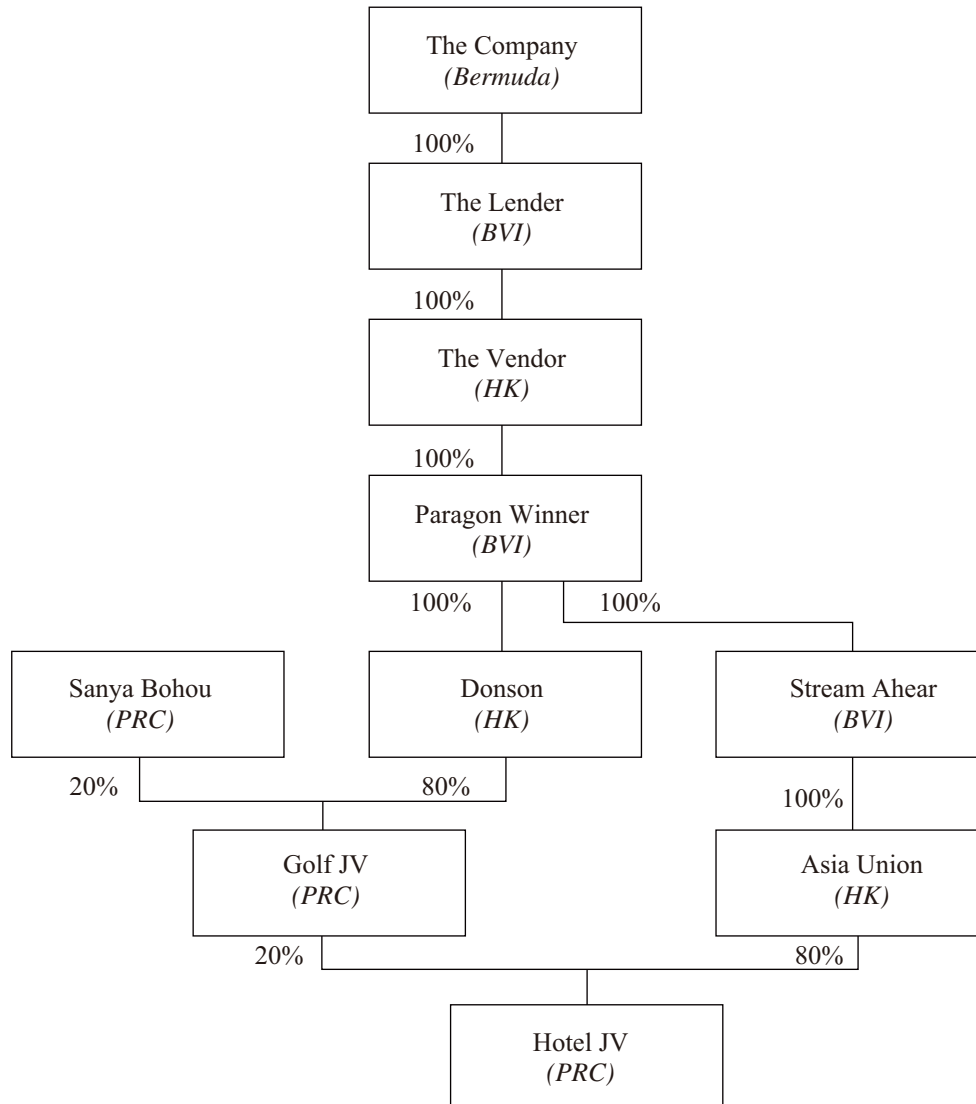 The Company
(Bermuda)
100%
The Lender
(BVI)
100%
The Vendor
(HK)
100%
Paragon Winner
(BVI)
100%
100%
Sanya Bohou
(PRC)
Donson
(HK)
Stream Ahear
(BVI)
20%
80%
100%
Golf JV
(PRC)
Asia Union
(HK)
20%
80%
Hotel JV
(PRC)